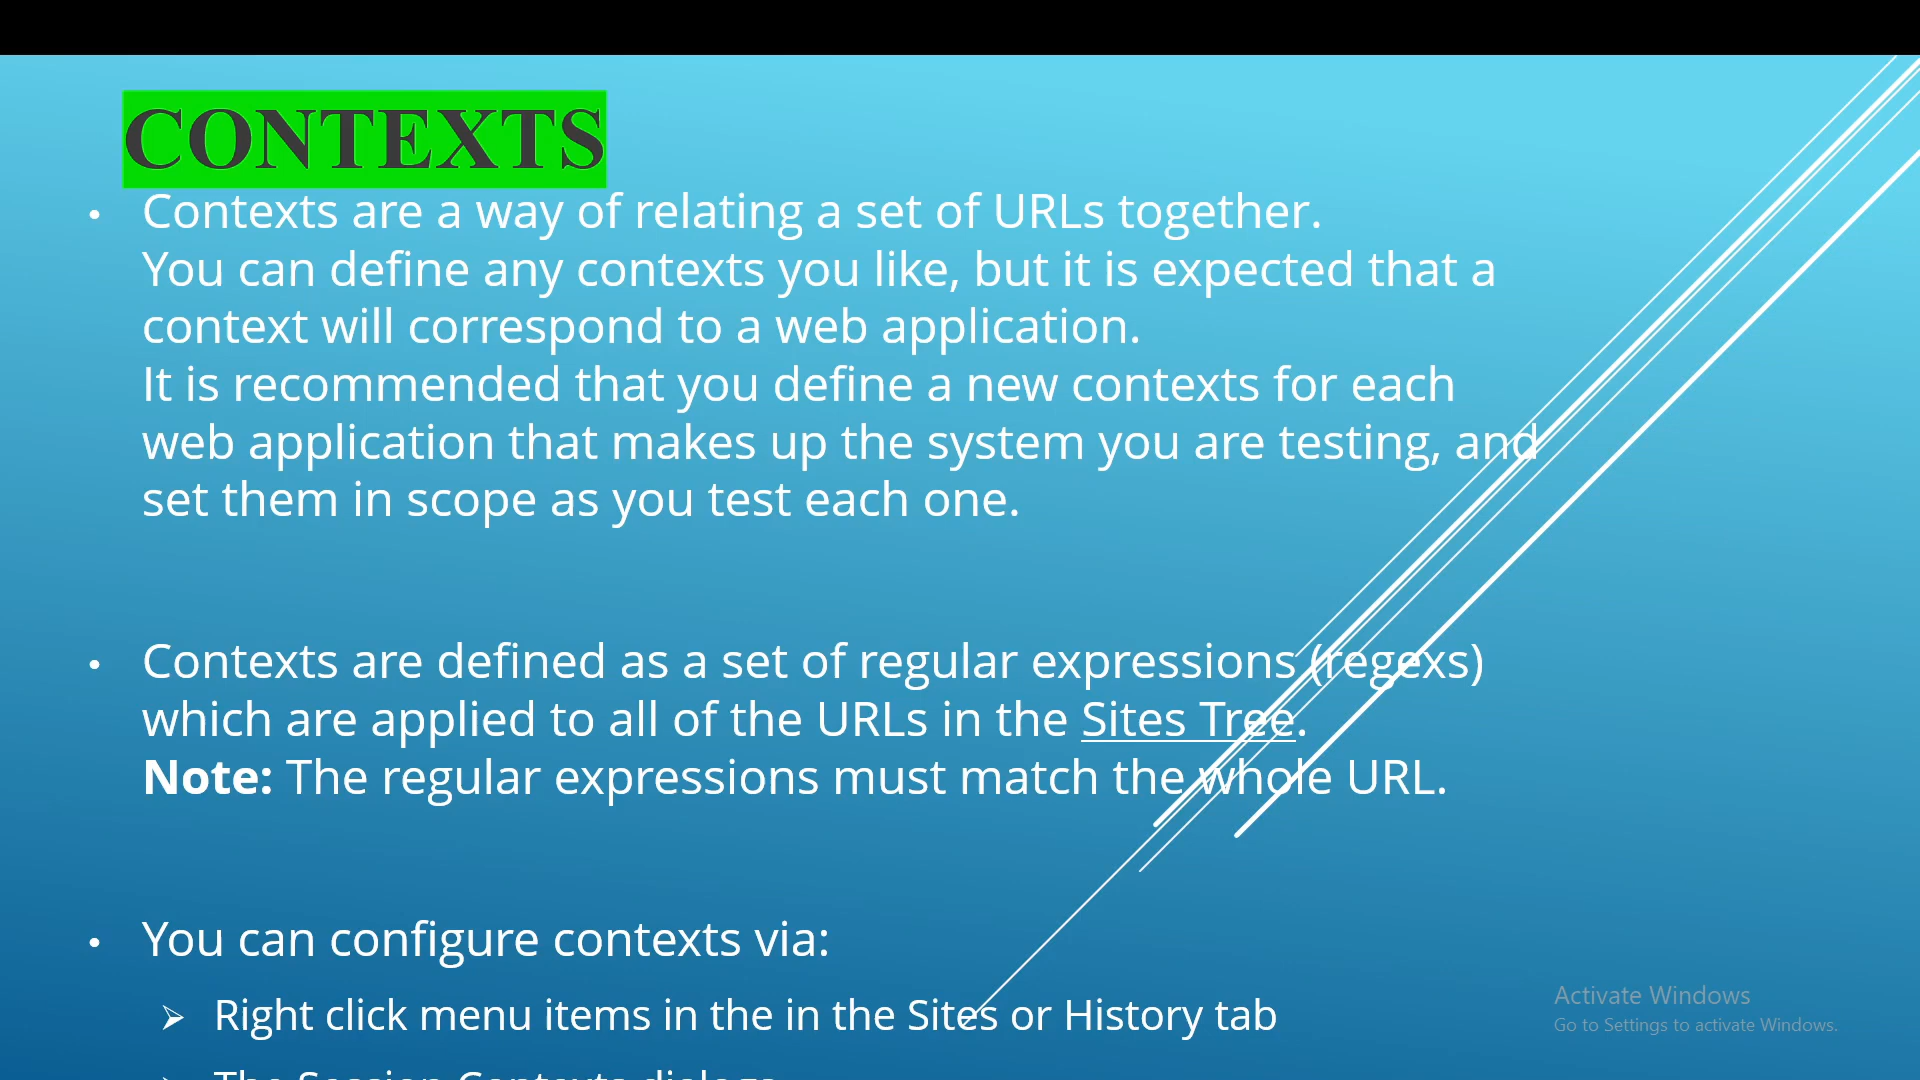 CONTEXTS
• Contexts are a way of relating a set of URLs together.
You can define any contexts you like, but it is expected that a
context will correspond to a web application.
It is recommended that you define a new contexts for each
web application that makes up the system you are testing, and
set them in scope as you test each one.
• Contexts are defined as a set of regular expressions (regexs)
which are applied to all of the URLs in the Sites Tree.
Note: The regular expressions must match the whole URL.
• You can configure contexts via:
➢ Right click menu items in the in the Sites or History tab
The Session Contexts dialogs
Activate Windows
Go to Settings to activate Windows.